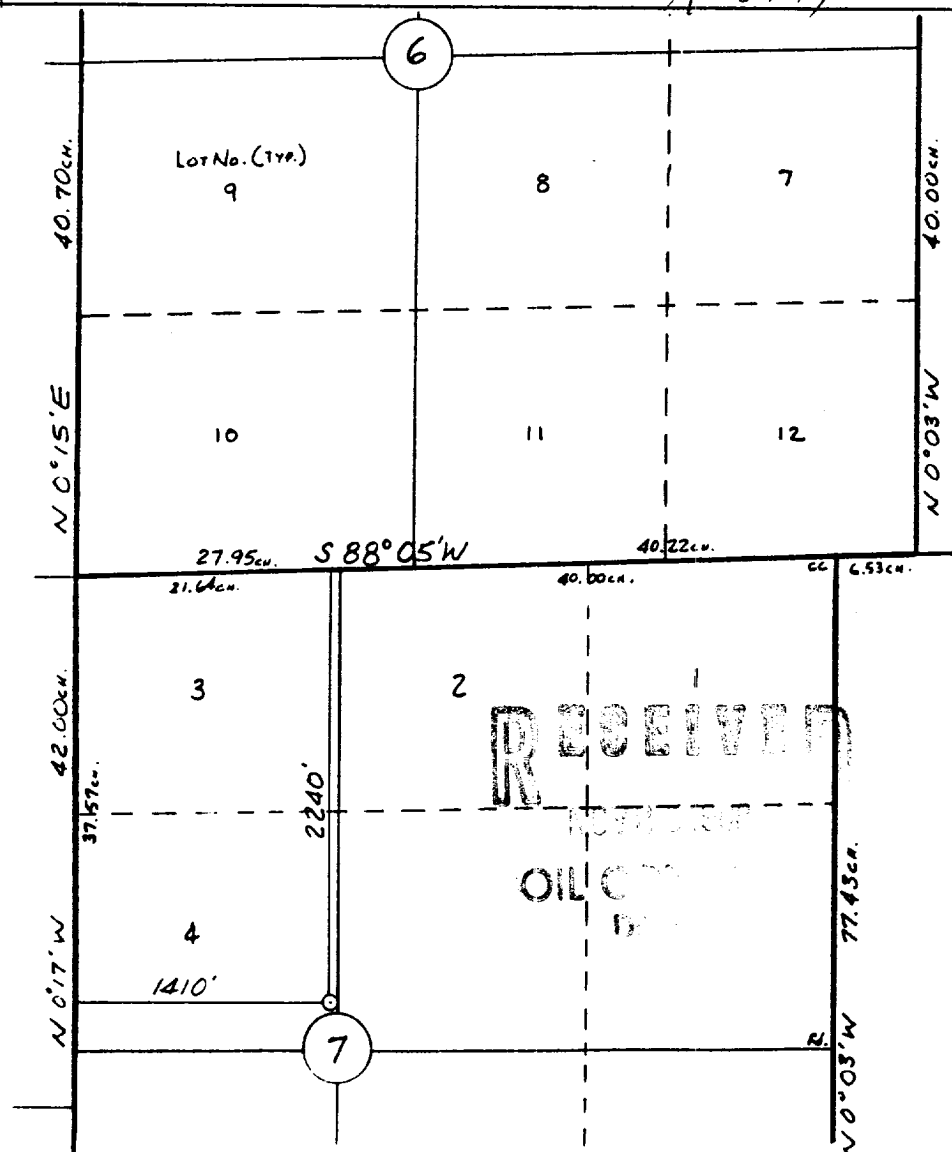 6
LOT No. (TYP.)
9
8
7
40.70CH.
40.00CH.
N 0°15'E
N 0°03'W
10
11
12
27.95CH.
S 88°05'W
40.22CH.
21.64CH.
40.00CH.
CC
6.53CH.
3
2
RECEIVED
42.00CH.
37.57CH.
2240'
OIL
77.43CH.
4
N 0°17'W
1410'
7
N 0°03'W